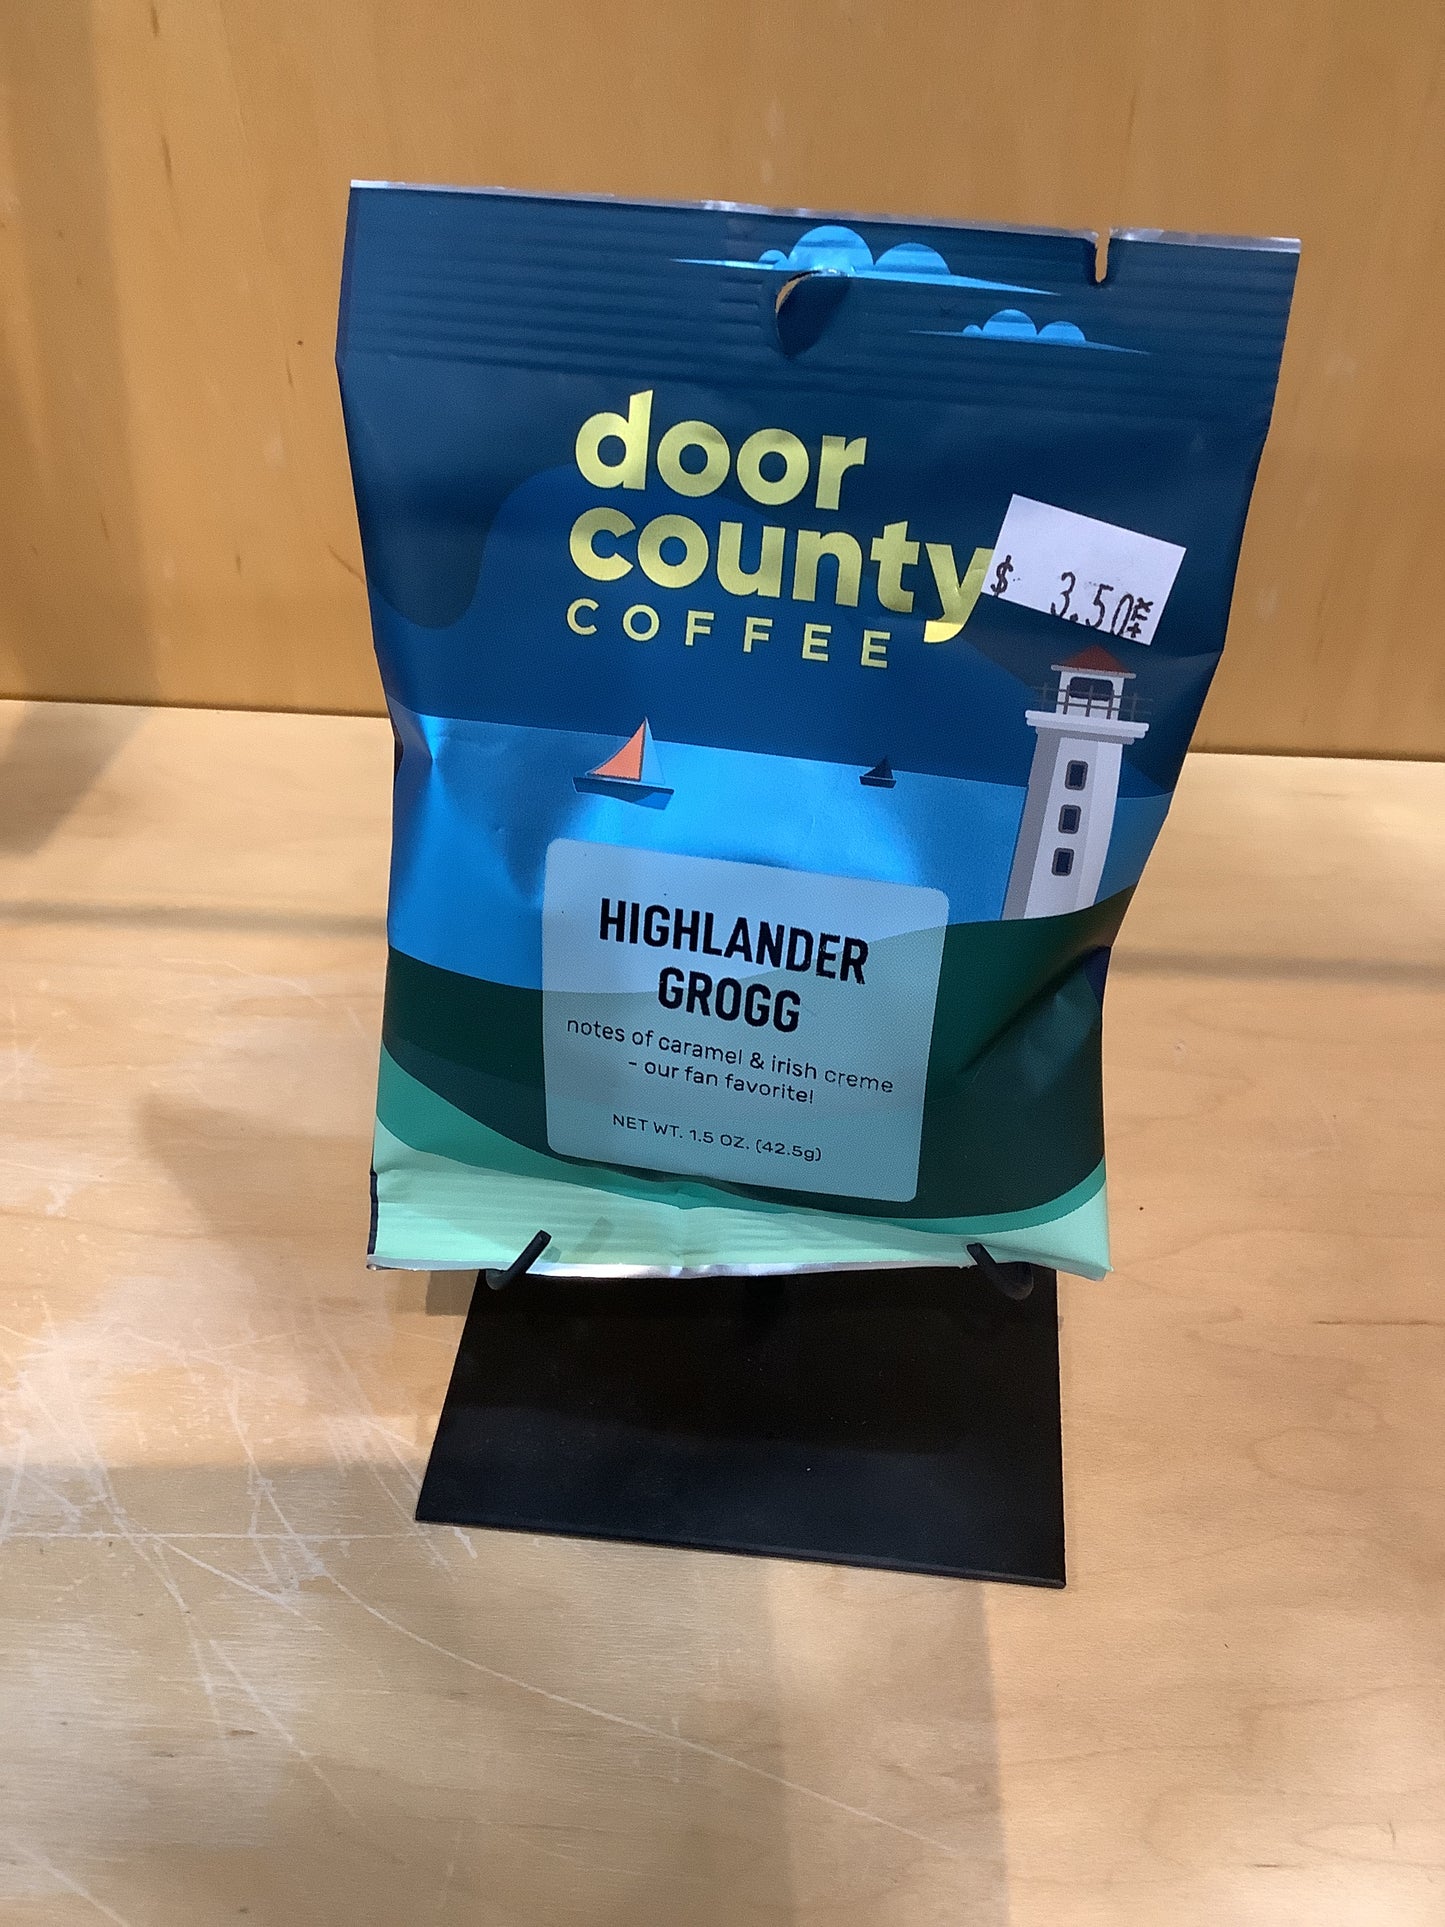 door
county
COFFEE
$ 3.50
HIGHLANDER
GROGG
notes of caramel & irish creme
- our fan favorite!
NET WT. 1.5 OZ. (42.5g)